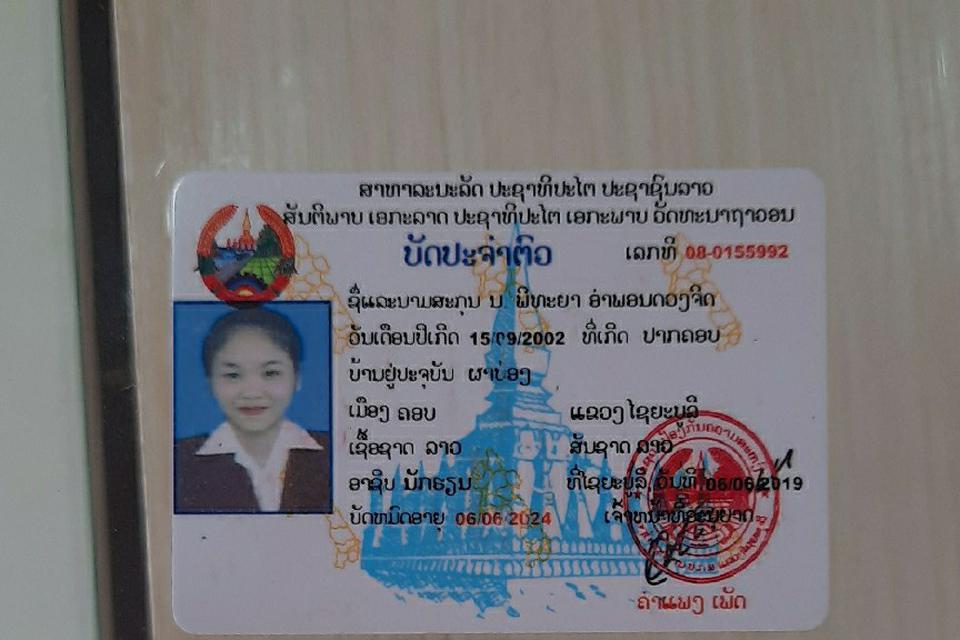 ສາທາລະນະລັດ ປະຊາທິປະໄຕ ປະຊາຊົນລາວ
ສັນຕິພາບ ເອກະລາດ ປະຊາທິປະໄຕ ເອກະພາບ ວັດທະນາຖາວອນ
ບັດປະຈຳຕົວ ເລກທີ 08-0155992
ຊື່ແລະນາມສະກຸນ ນ. ພິທະຍາ ອຳພອນດວງຈິດ
ວັນເດືອນປີເກີດ 15/09/2002 ທີ່ເກີດ ປາກຄອບ
ບ້ານຢູ່ປະຈຸບັນ ຜາບ່ອງ
ເມືອງ ຄອບ ແຂວງ ໄຊຍະບູລີ
ເຊື້ອຊາດ ລາວ ສັນຊາດ ລາວ
ອາຊິບ ນັກຮຽນ ທີ່ໄຊຍະບູລີ, ວັນທີ 06/06/2019
ບັດຫມົດອາຍຸ 06/06/2024 ເຈົ້າຫນ້າທີ່ອະນຸຍາດ
ຄຳແພງ ເພັດ